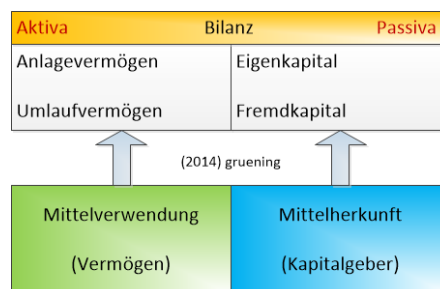 Aktiva Bilanz Passiva
Anlagevermögen Eigenkapital
Umlaufvermögen Fremdkapital
(2014) gruening
Mittelverwendung Mittelherkunft
(Vermögen) (Kapitalgeber)